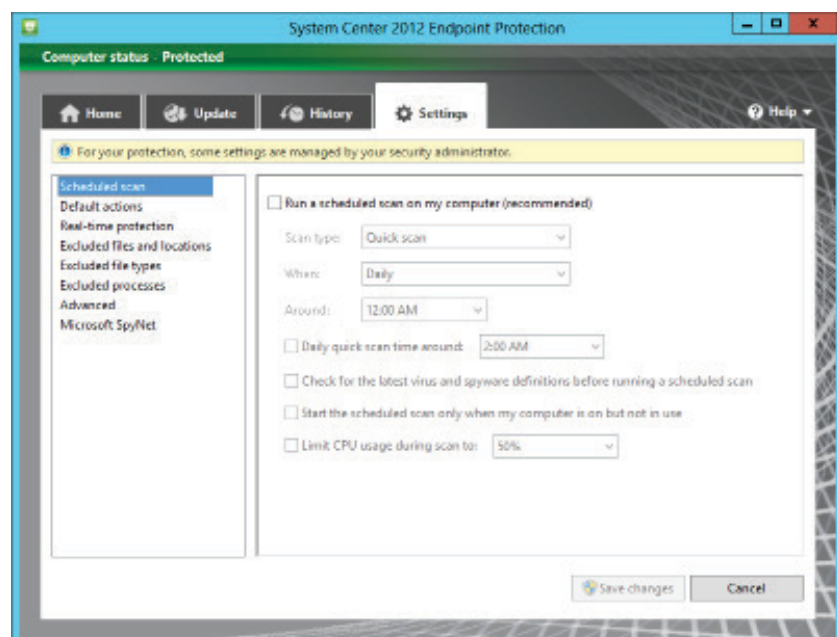 System Center 2012 Endpoint Protection
Computer status - Protected
Home Update History Settings Help
For your protection, some settings are managed by your security administrator.
Scheduled scan
Default actions
Real-time protection
Excluded files and locations
Excluded file types
Excluded processes
Advanced
Microsoft SpyNet
Run a scheduled scan on my computer (recommended)
Scan type: Quick scan
When: Daily
Around: 12:00 AM
Daily quick scan time around: 2:00 AM
Check for the latest virus and spyware definitions before running a scheduled scan
Start the scheduled scan only when my computer is on but not in use
Limit CPU usage during scan to: 50%
Save changes Cancel